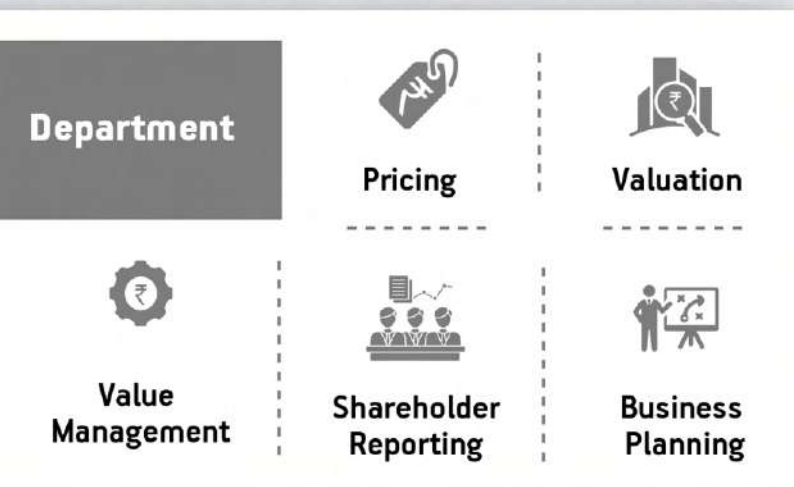 Department
Pricing
Valuation
₹
₹
Value
Management
Shareholder
Reporting
Business
Planning